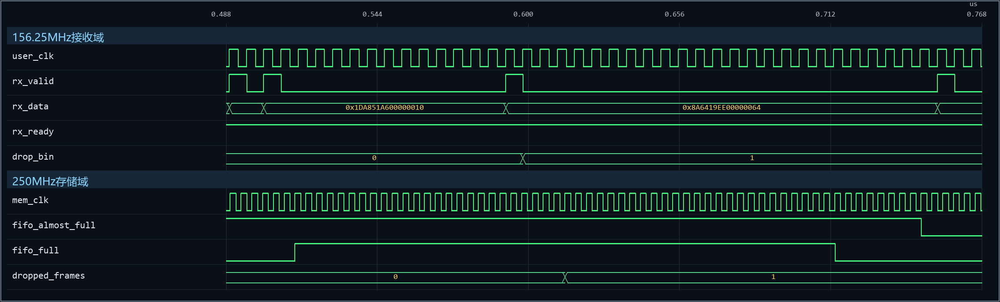 us
0.488 0.544 0.600 0.656 0.712 0.768
156.25MHz接收域
user_clk
rx_valid
rx_data 0x1DA851A600000010 0x8A6419EE00000064
rx_ready
drop_bin 0 1
250MHz存储域
mem_clk
fifo_almost_full
fifo_full
dropped_frames 0 1